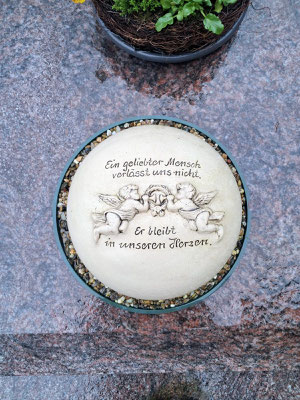 Ein geliebter Mensch
verlässt uns nicht,
Er bleibt
in unseren Herzen.